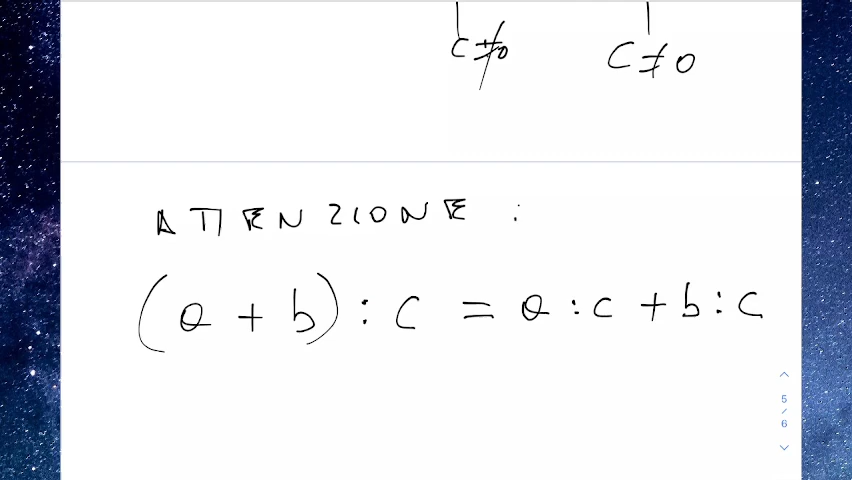 c≠0 C≠0
ATTENZIONE :
(a + b) : c = a : c + b : c
5
/
6